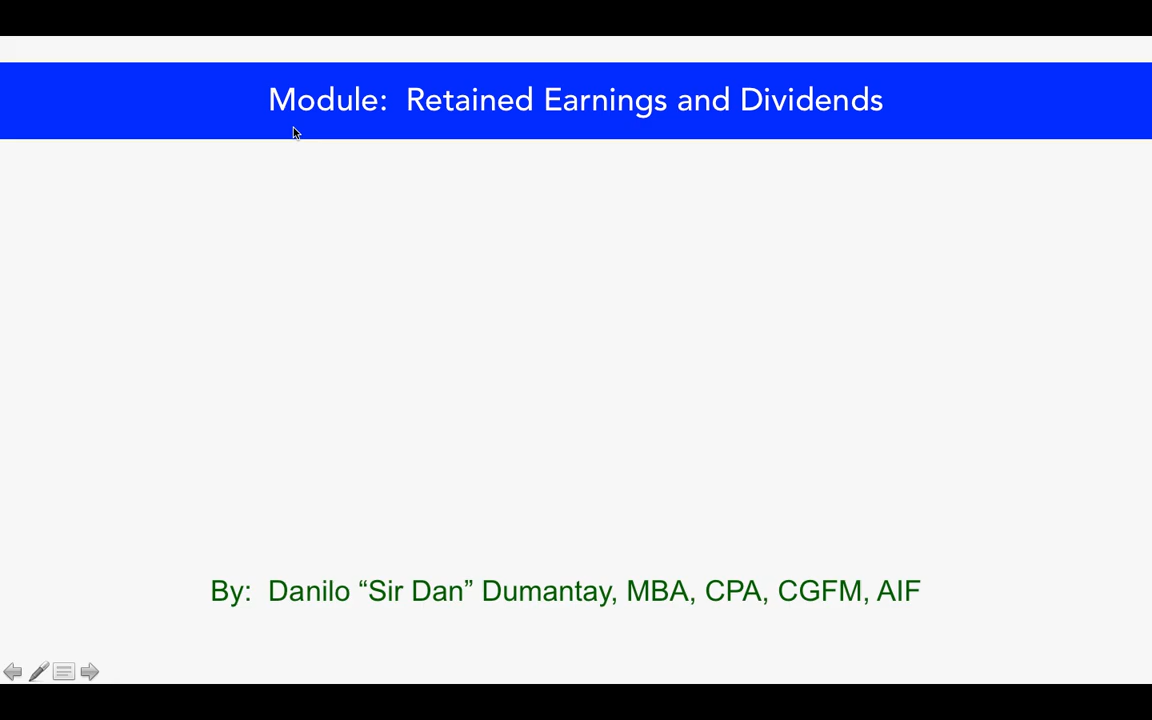 Module:  Retained Earnings and Dividends
By:  Danilo “Sir Dan” Dumantay, MBA, CPA, CGFM, AIF